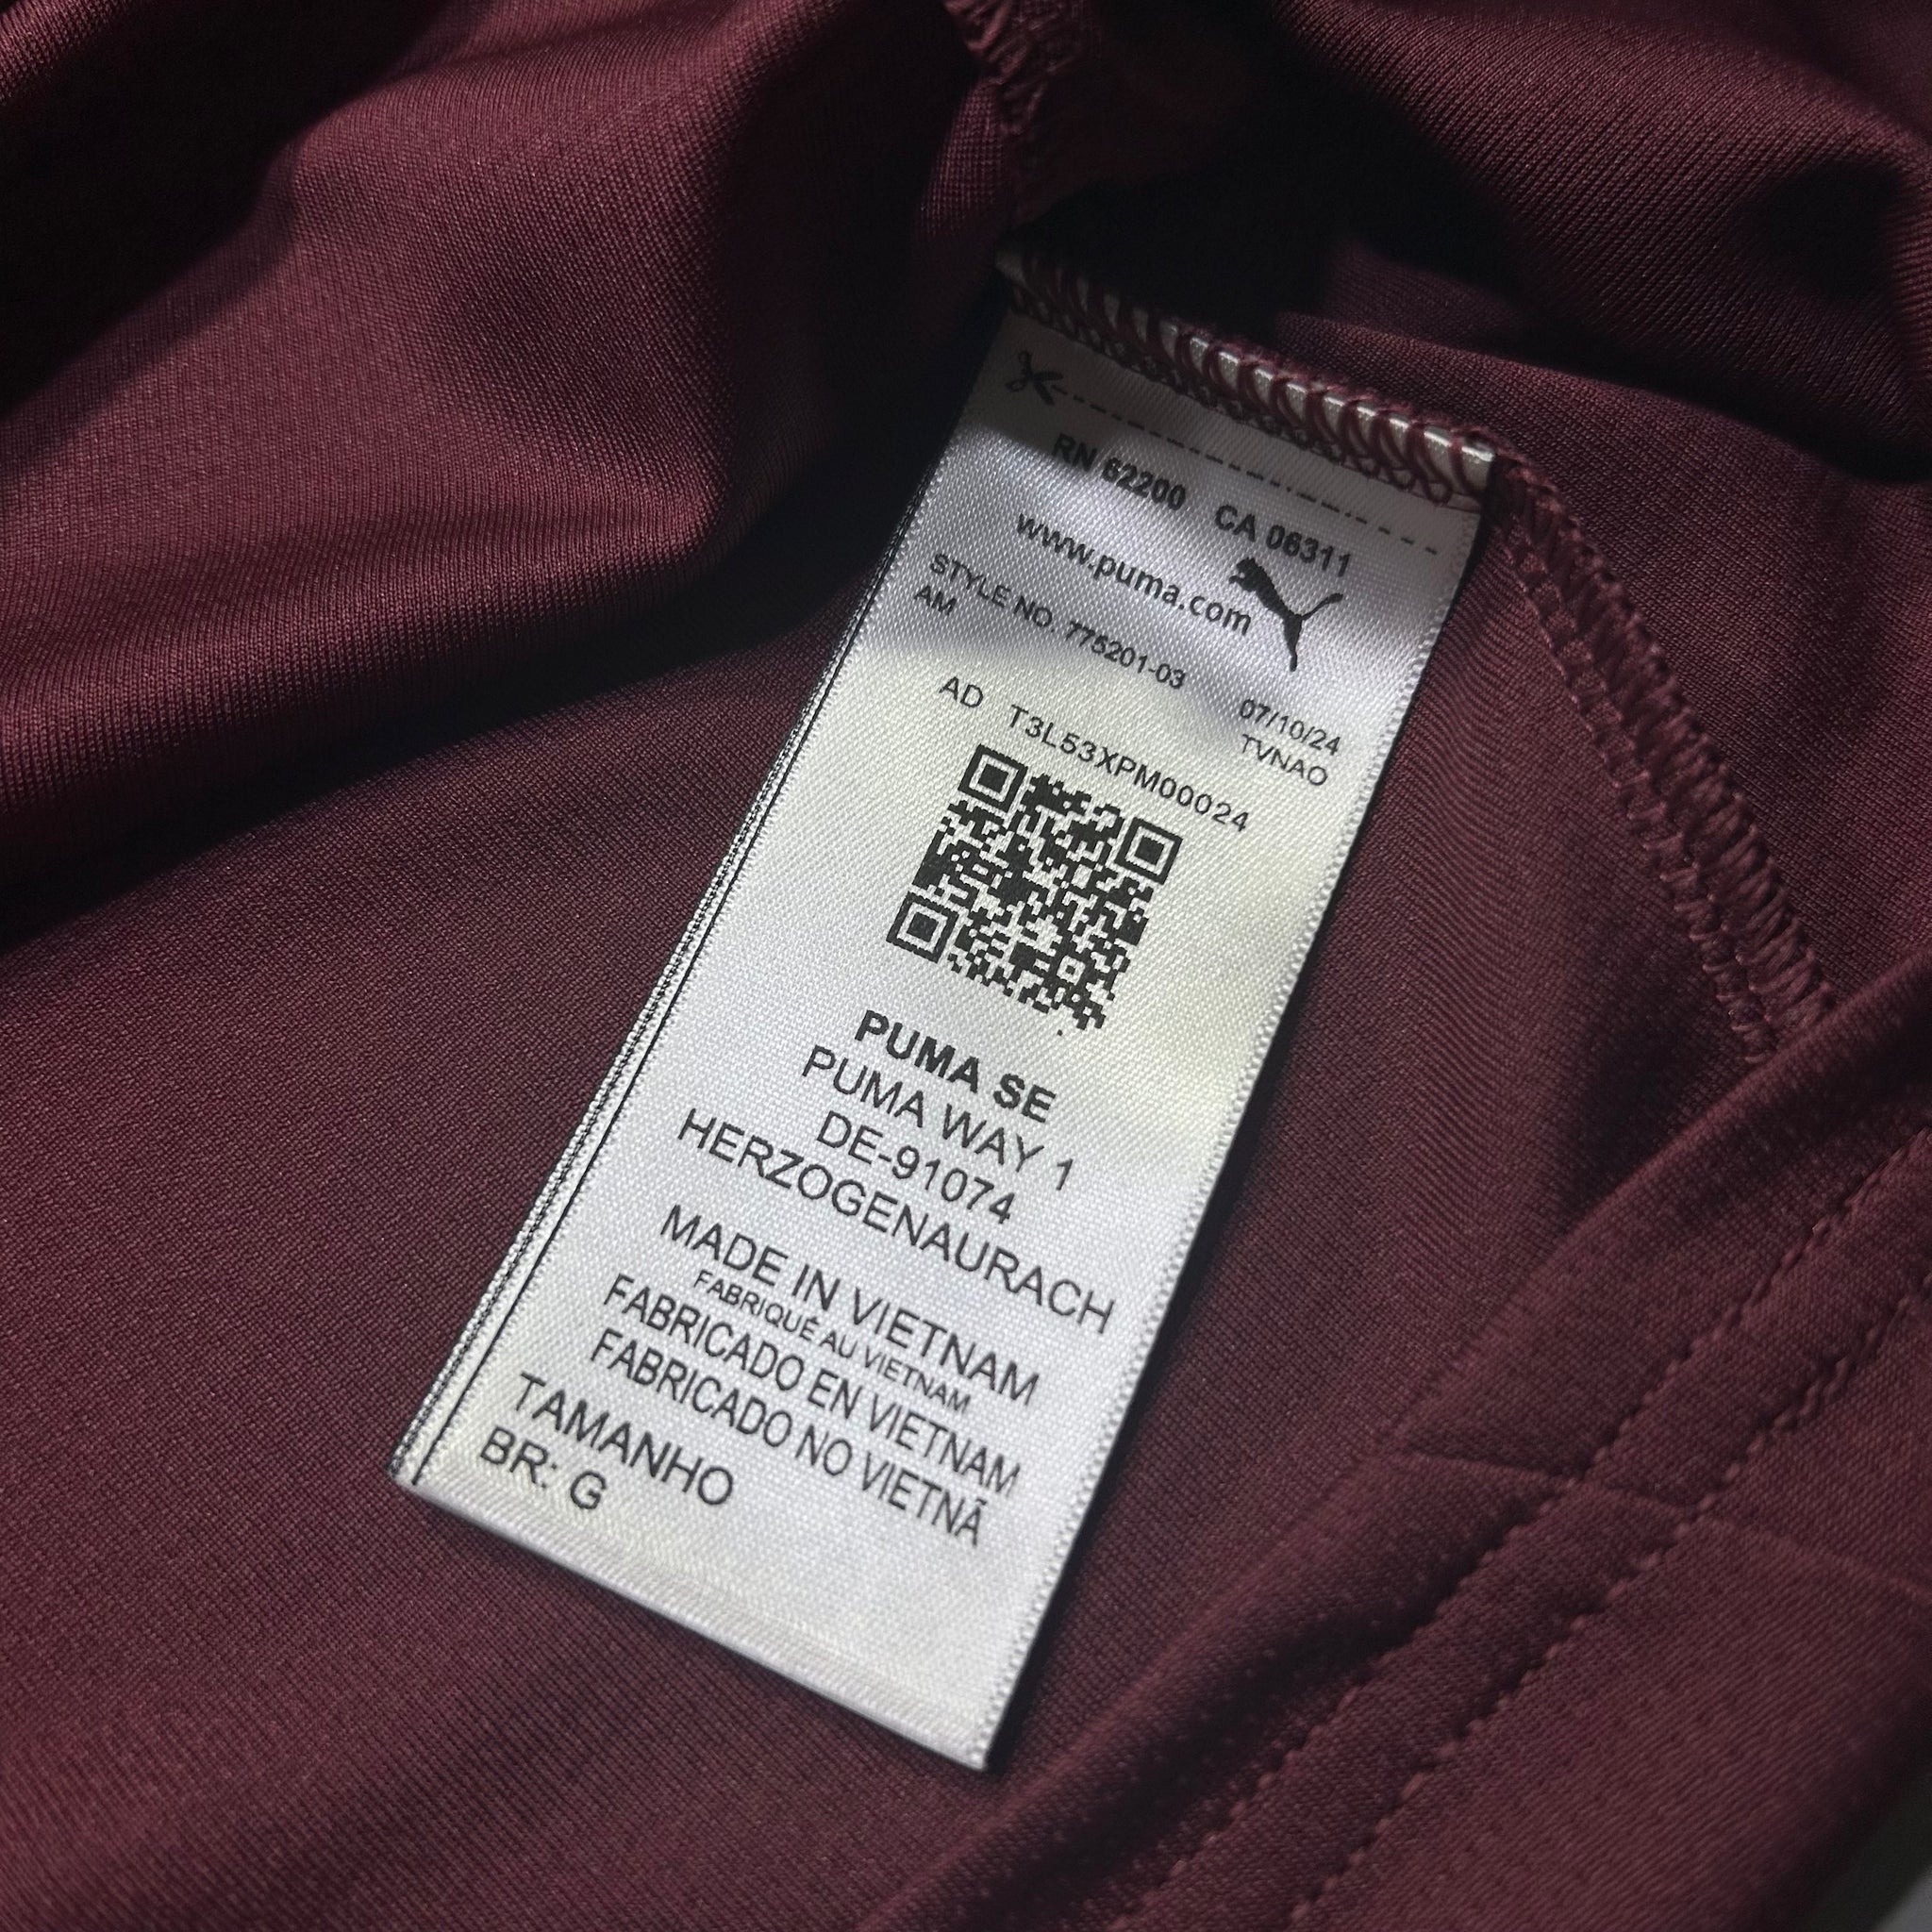 RN 62200 CA 06311
www.puma.com
STYLE NO. 775201-03 07/10/24
AM TVNAO
AD T3L53XPM00024
PUMA SE
PUMA WAY 1
DE-91074
HERZOGENAURACH
MADE IN VIETNAM
FABRIQUÉ AU VIETNAM
FABRICADO EN VIETNAM
FABRICADO NO VIETNÃ
TAMANHO
BR: G